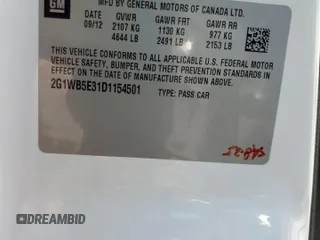 GM
MFD BY GENERAL MOTORS OF CANADA LTD.
DATE GVWR GAWR FRT GAWR RR
09/12 2107 KG 1130 KG 977 KG
4644 LB 2491 LB 2153 LB
THIS VEHICLE CONFORMS TO ALL APPLICABLE U.S. FEDERAL MOTOR
VEHICLE SAFETY, BUMPER, AND THEFT PREVENTION STANDARDS IN EFFECT
ON THE DATE OF MANUFACTURE SHOWN ABOVE.
2G1WB5E31D1154501 TYPE: PASS CAR
DREAMBID